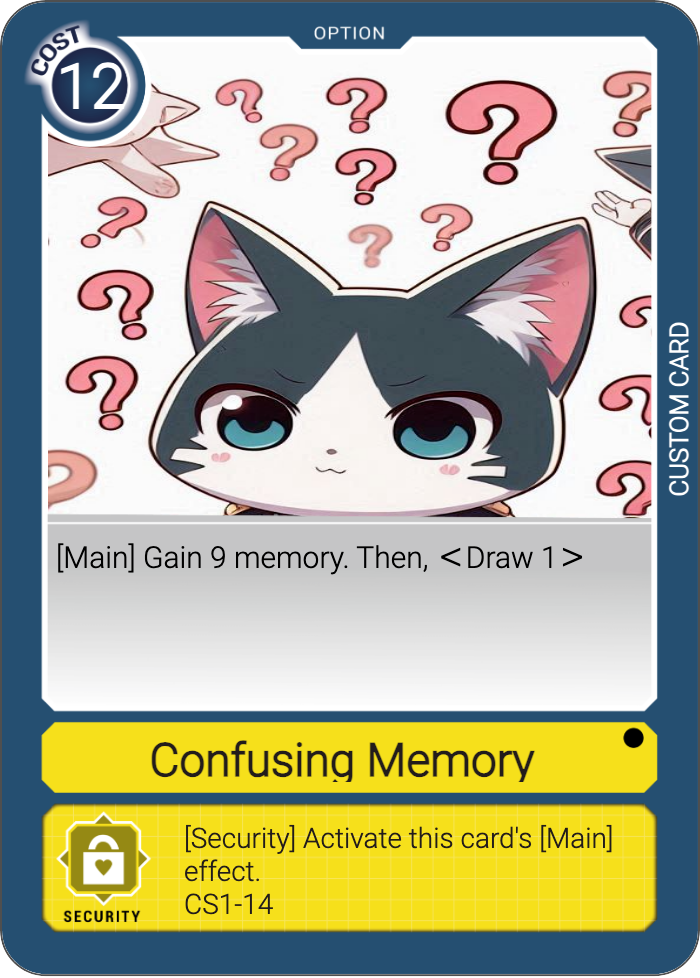 OPTION
COST
12
? ? ? ? ? ? ? ? ? ? ? ? ? ? ?
CUSTOM CARD
[Main] Gain 9 memory. Then, <Draw 1>
Confusing Memory
[Security] Activate this card's [Main]
effect.
CS1-14
SECURITY